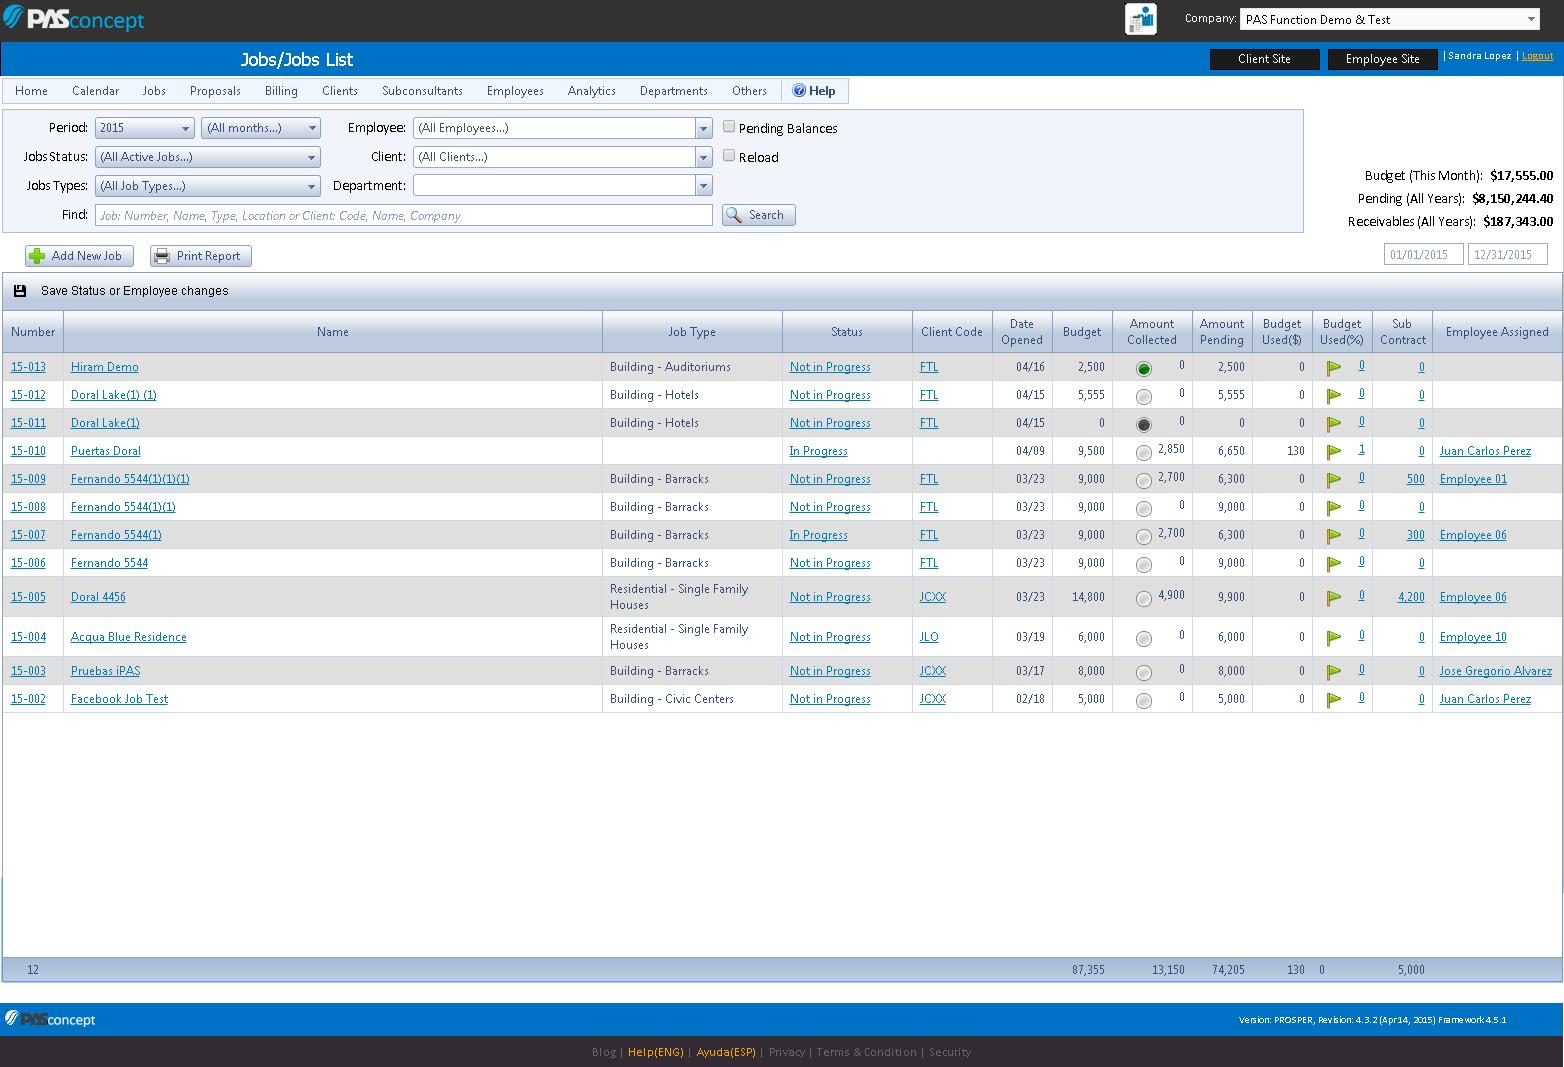 PASconcept
Company: PAS Function Demo & Test
Jobs/Jobs List
Client Site Employee Site | Sandra Lopez | Logout
Home Calendar Jobs Proposals Billing Clients Subconsultants Employees Analytics Departments Others Help
Period: 2015 (All months...) Employee: (All Employees...) Pending Balances
Jobs Status: (All Active Jobs...) Client: (All Clients...) Reload
Jobs Types: (All Job Types...) Department:
Find: Job: Number, Name, Type, Location or Client: Code, Name, Company Search
Budget (This Month): $17,555.00
Pending (All Years): $8,150,244.40
Receivables (All Years): $187,343.00
Add New Job Print Report 01/01/2015 12/31/2015
Save Status or Employee changes
Number Name Job Type Status Client Code Date Opened Budget Amount Collected Amount Pending Budget Used($) Budget Used(%) Sub Contract Employee Assigned
15-013 Hiram Demo Building - Auditoriums Not in Progress FTL 04/16 2,500 0 2,500 0 0 0
15-012 Doral Lake(1) (1) Building - Hotels Not in Progress FTL 04/15 5,555 0 5,555 0 0 0
15-011 Doral Lake(1) Building - Hotels Not in Progress FTL 04/15 0 0 0 0 0 0
15-010 Puertas Doral In Progress 04/09 9,500 2,850 6,650 130 1 0 Juan Carlos Perez
15-009 Fernando 5544(1)(1)(1) Building - Barracks Not in Progress FTL 03/23 9,000 2,700 6,300 0 0 500 Employee 01
15-008 Fernando 5544(1)(1) Building - Barracks Not in Progress FTL 03/23 9,000 0 9,000 0 0 0
15-007 Fernando 5544(1) Building - Barracks In Progress FTL 03/23 9,000 2,700 6,300 0 0 300 Employee 06
15-006 Fernando 5544 Building - Barracks Not in Progress FTL 03/23 9,000 0 9,000 0 0 0
15-005 Doral 4456 Residential - Single Family Houses Not in Progress JCXX 03/23 14,800 4,900 9,900 0 0 4,200 Employee 06
15-004 Acqua Blue Residence Residential - Single Family Houses Not in Progress JLO 03/19 6,000 0 6,000 0 0 0 Employee 10
15-003 Pruebas iPAS Building - Barracks Not in Progress JCXX 03/17 8,000 0 8,000 0 0 0 Jose Gregorio Alvarez
15-002 Facebook Job Test Building - Civic Centers Not in Progress JCXX 02/18 5,000 0 5,000 0 0 0 Juan Carlos Perez
12 87,355 13,150 74,205 130 0 5,000
PASconcept Version: PROSPER, Revision: 4.3.2 (Apr 14, 2015) Framework 4.5.1
Blog | Help(ENG) | Ayuda(ESP) | Privacy | Terms & Condition | Security